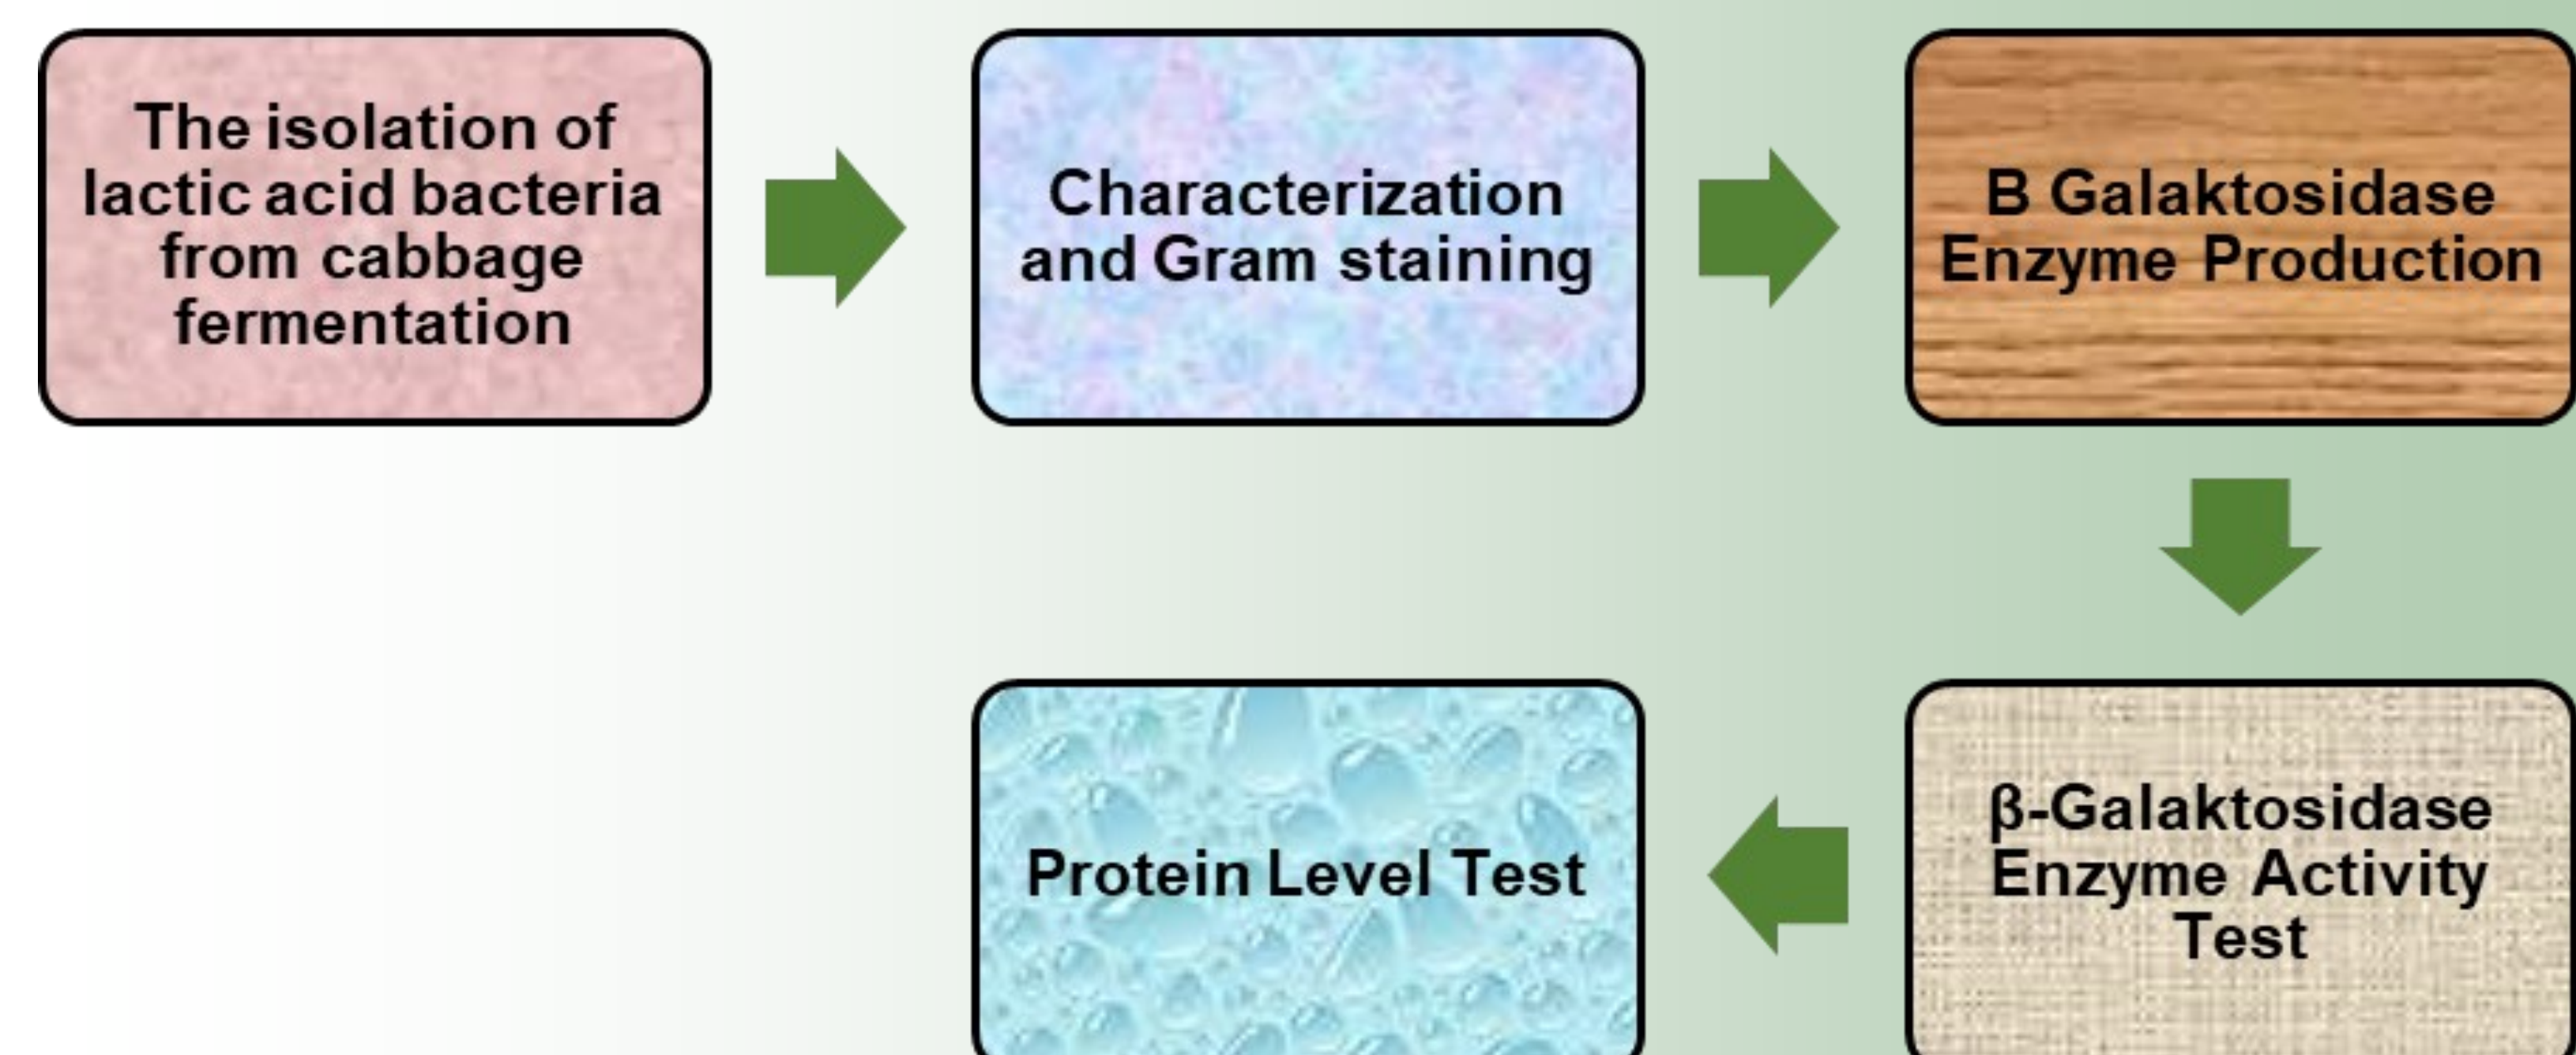 The isolation of
lactic acid bacteria
from cabbage
fermentation
Characterization
and Gram staining
B Galaktosidase
Enzyme Production
β-Galaktosidase
Enzyme Activity
Test
Protein Level Test